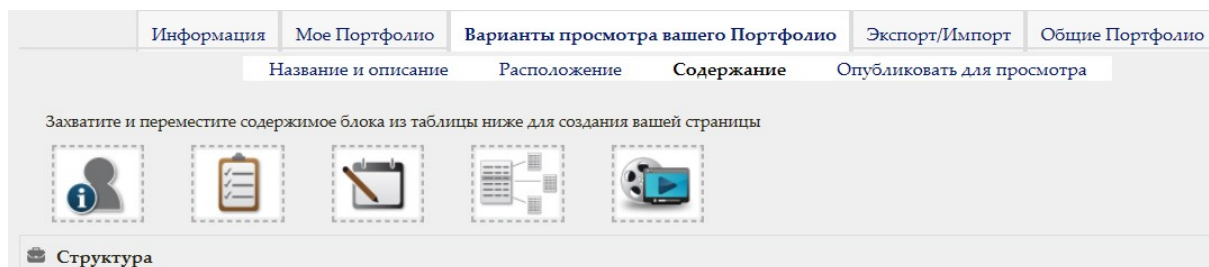 Информация Мое Портфолио Варианты просмотра вашего Портфолио Экспорт/Импорт Общие Портфолио
Название и описание Расположение Содержание Опубликовать для просмотра
Захватите и переместите содержимое блока из таблицы ниже для создания вашей страницы
Структура